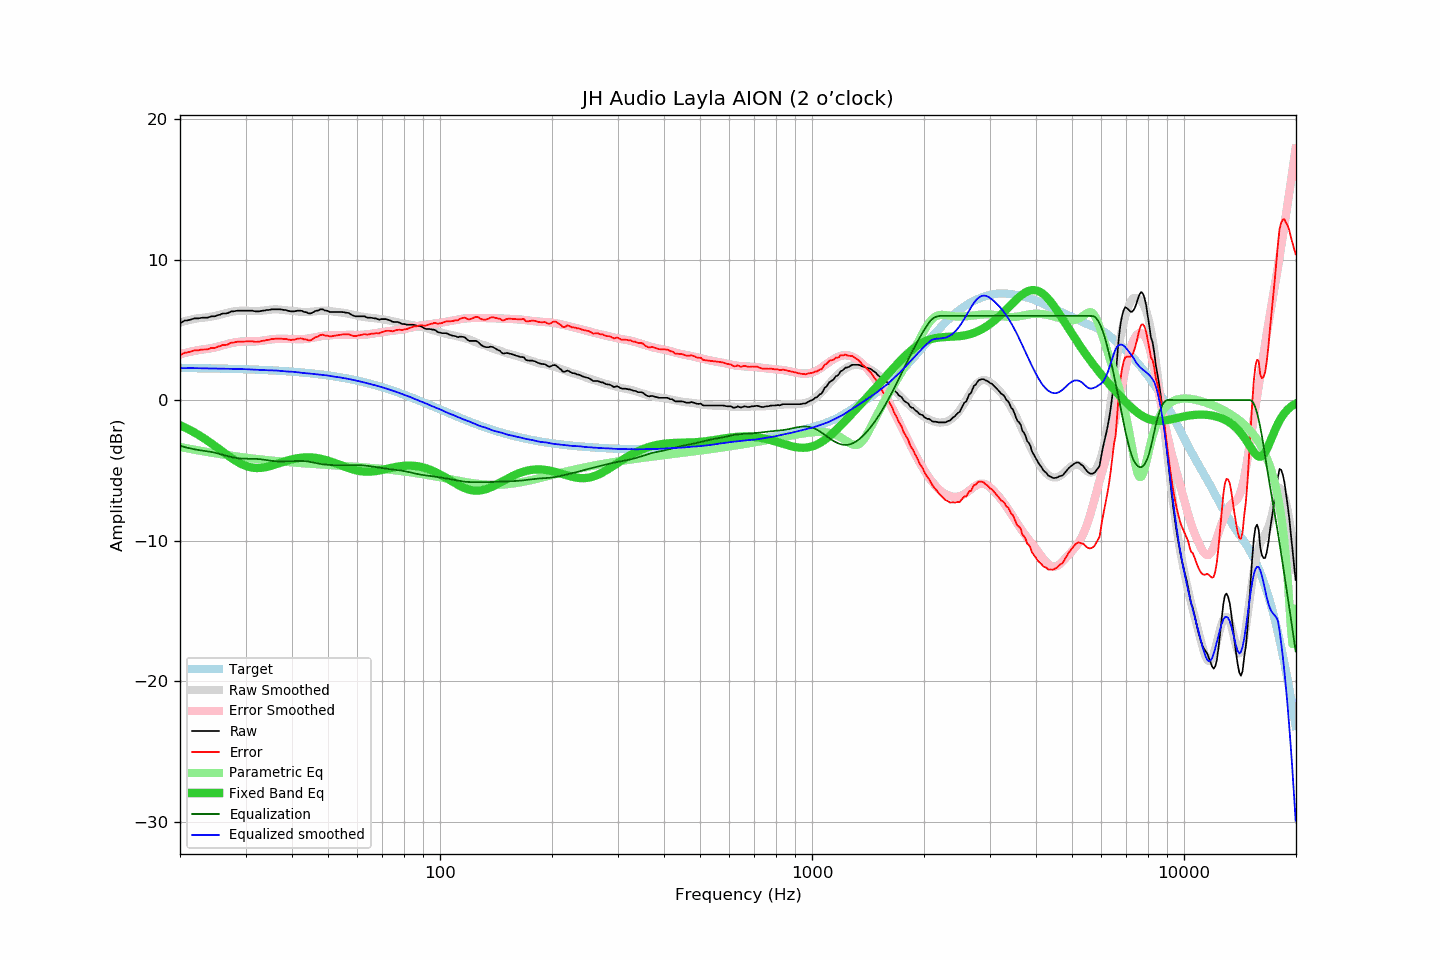 JH Audio Layla AION (2 o’clock)
20
10
0
−10
−20
−30
Amplitude (dBr)
Target
Raw Smoothed
Error Smoothed
Raw
Error
Parametric Eq
Fixed Band Eq
Equalization
Equalized smoothed
100
1000
10000
Frequency (Hz)